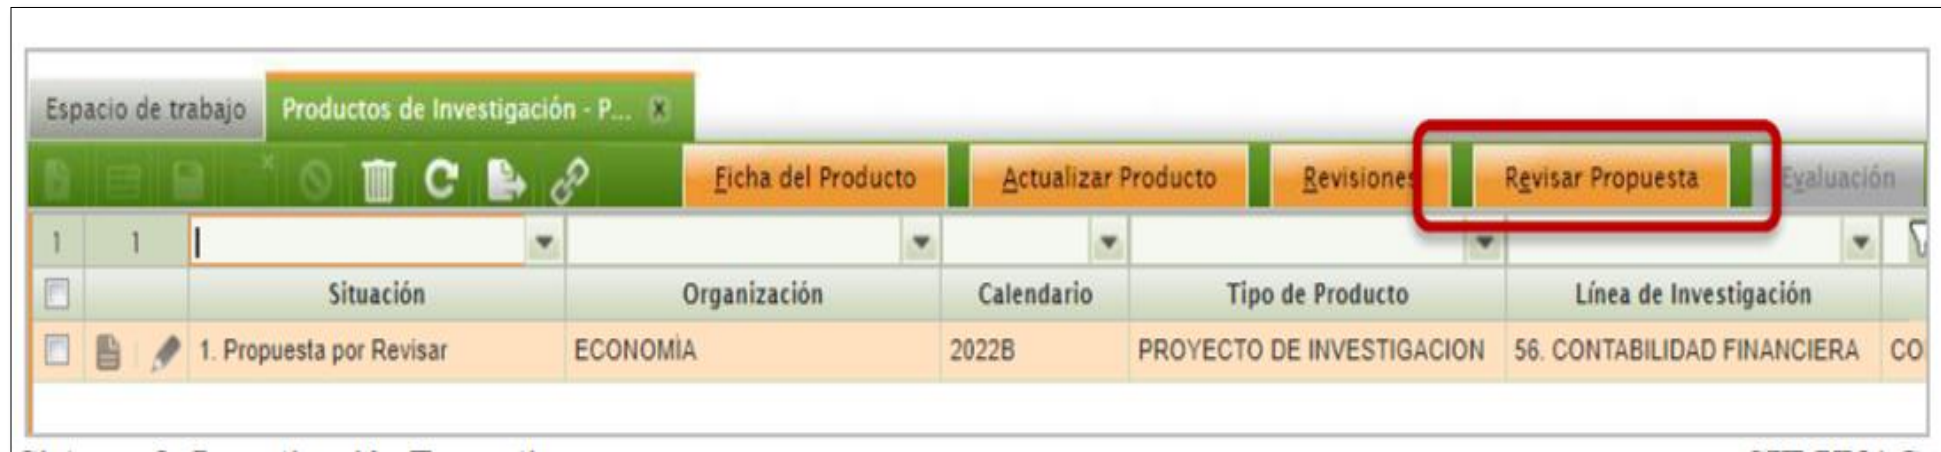 Espacio de trabajo Productos de Investigación - P...
Ficha del Producto Actualizar Producto Revisiones Revisar Propuesta Evaluación
1 1
Situación Organización Calendario Tipo de Producto Línea de Investigación
1. Propuesta por Revisar ECONOMÌA 2022B PROYECTO DE INVESTIGACION 56. CONTABILIDAD FINANCIERA CO